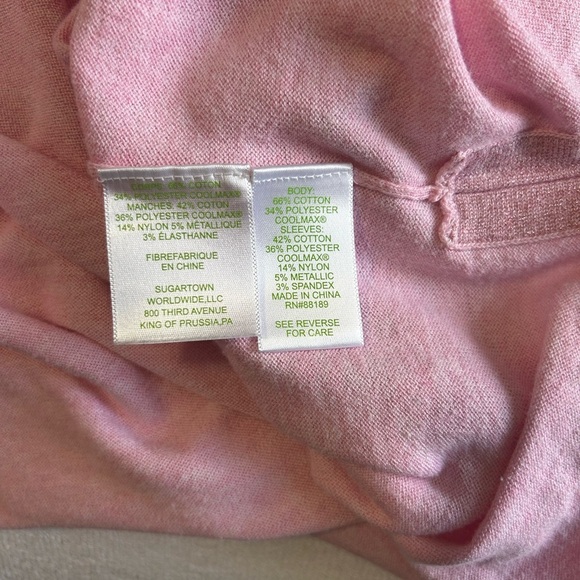 CORPS: 66% COTON
34% POLYESTER COOLMAX®
MANCHES: 42% COTON
36% POLYESTER COOLMAX®
14% NYLON 5% MÉTALLIQUE
3% ÉLASTHANNE
FIBREFABRIQUE
EN CHINE
SUGARTOWN
WORLDWIDE,LLC
800 THIRD AVENUE
KING OF PRUSSIA,PA
BODY:
66% COTTON
34% POLYESTER
COOLMAX®
SLEEVES:
42% COTTON
36% POLYESTER
COOLMAX®
14% NYLON
5% METALLIC
3% SPANDEX
MADE IN CHINA
RN#88189
SEE REVERSE
FOR CARE